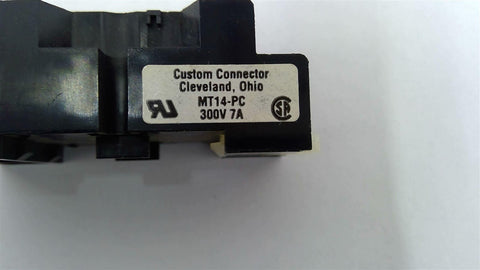 Custom Connector
Cleveland, Ohio
MT14-PC
300V 7A